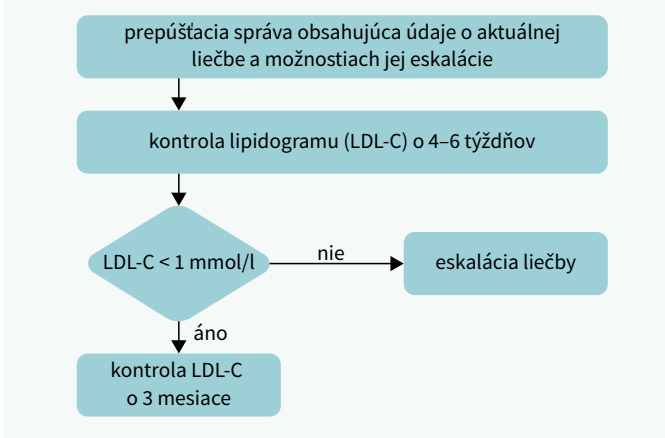 prepúšťacia správa obsahujúca údaje o aktuálnej
liečbe a možnostiach jej eskalácie
kontrola lipidogramu (LDL-C) o 4–6 týždňov
LDL-C < 1 mmol/l
nie
eskalácia liečby
áno
kontrola LDL-C
o 3 mesiace